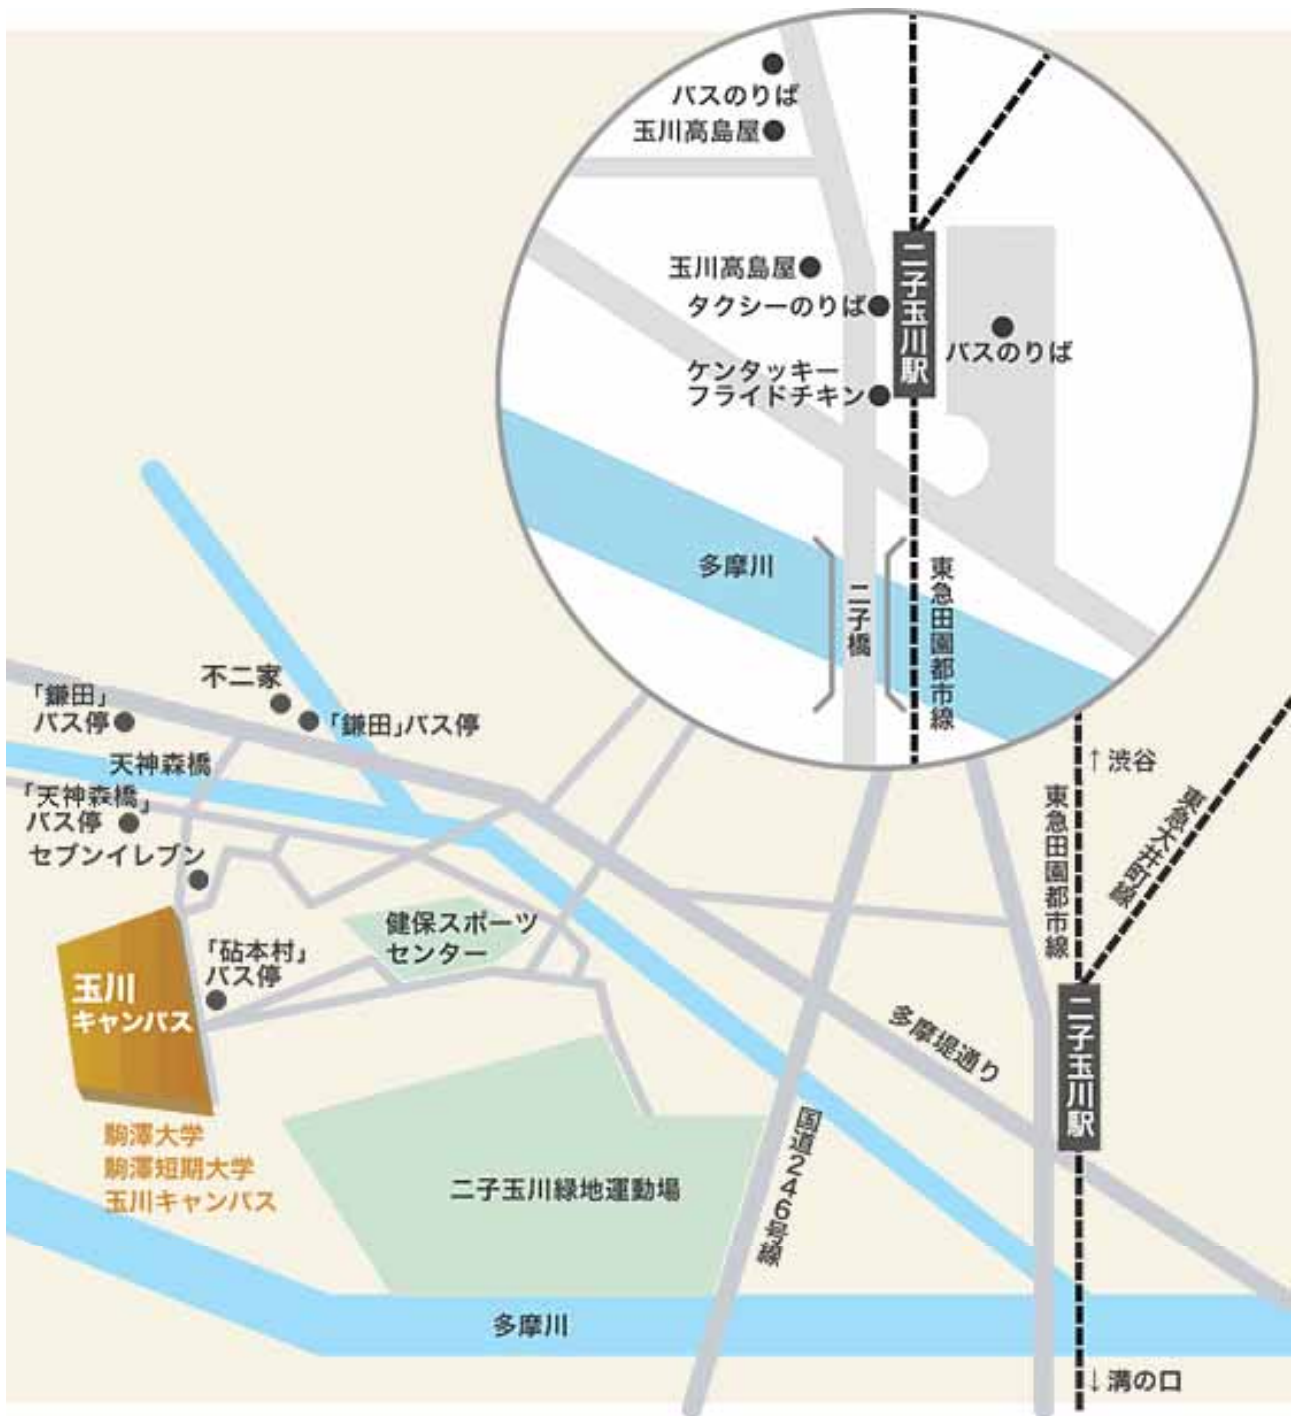 バスのりば
玉川高島屋
玉川高島屋
タクシーのりば
ケンタッキー
フライドチキン
二子玉川駅
バスのりば
多摩川
二子橋
東急田園都市線
不二家
「鎌田」
バス停
「鎌田」バス停
天神森橋
「天神森橋」
バス停
セブンイレブン
↑渋谷
東急田園都市線
東急大井町線
健保スポーツ
センター
「砧本村」
バス停
玉川
キャンパス
多摩堤通り
二子玉川駅
駒澤大学
駒澤短期大学
玉川キャンパス
二子玉川緑地運動場
国道246号線
多摩川
↓溝の口